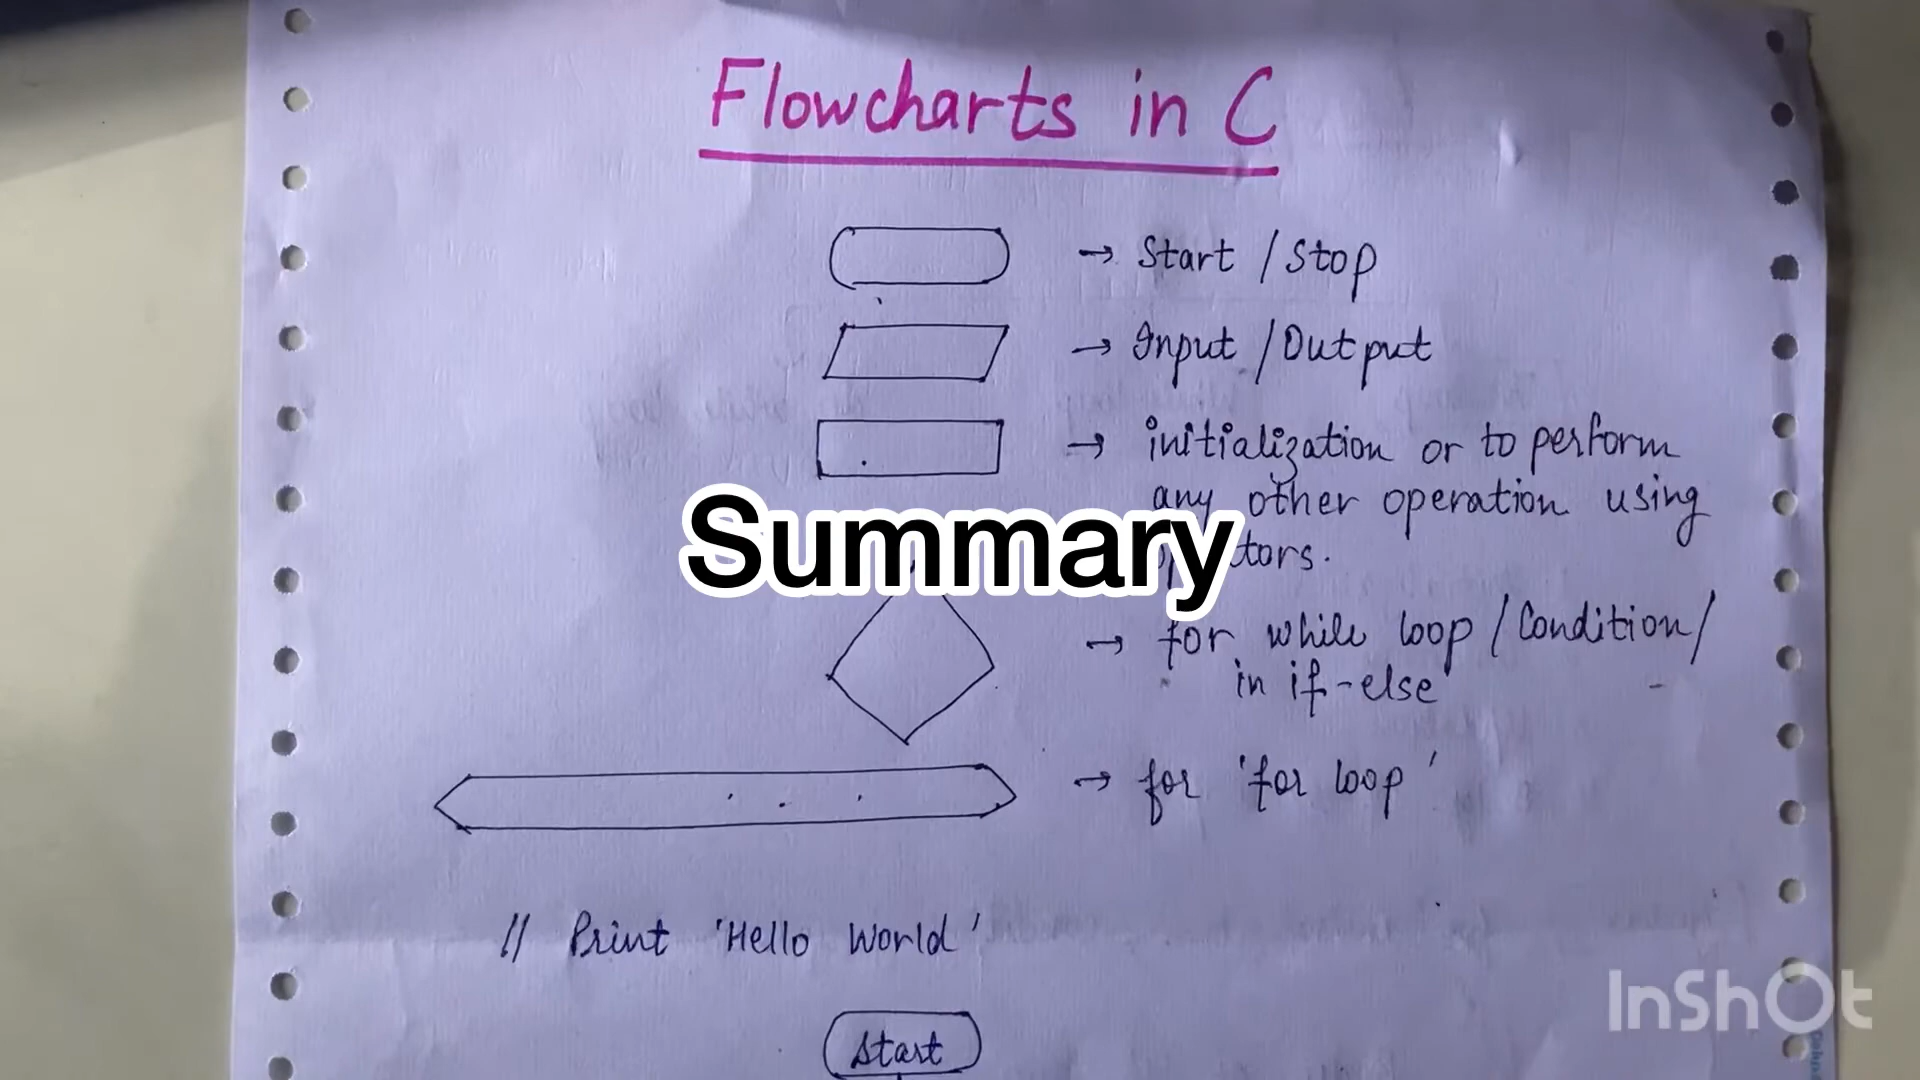 Flowcharts in C
→ Start / Stop
→ Input / Output
→ initialization or to perform
any other operation using
Summary
→ for while loop / Condition /
in if-else
→ for 'for loop'
// Print 'Hello World'
Start
InShOt